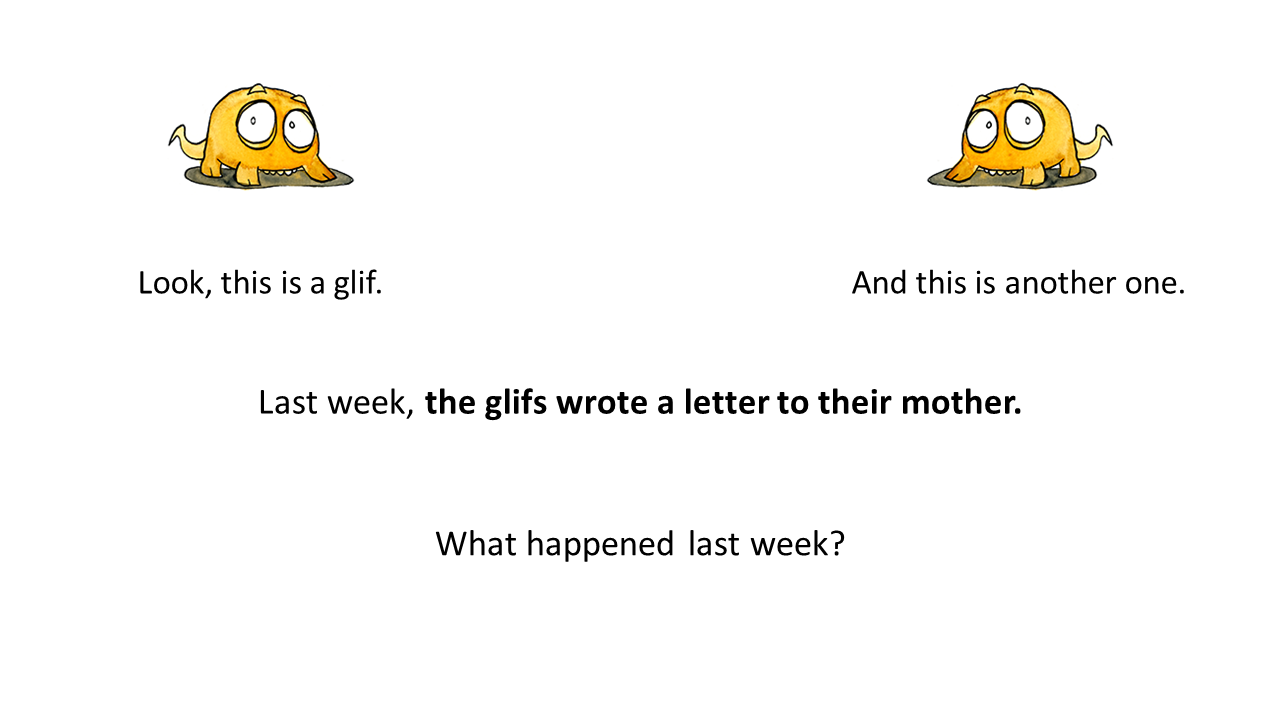 Look, this is a glif.
And this is another one.
Last week, the glifs wrote a letter to their mother.
What happened last week?